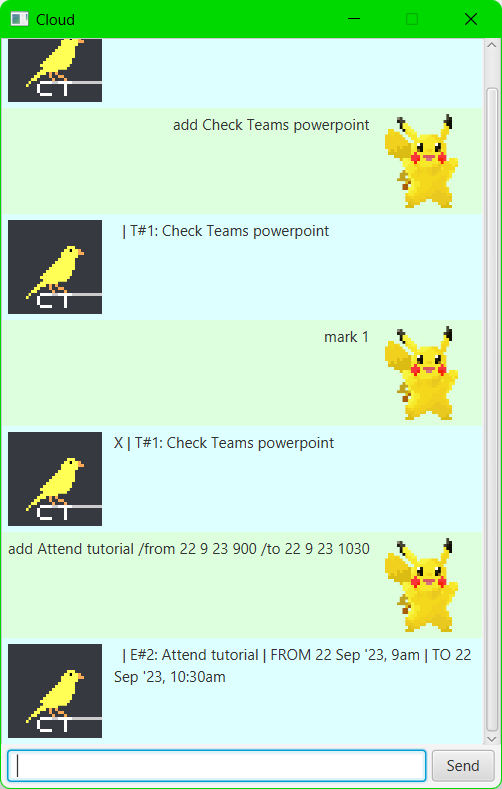 Cloud
CT
add Check Teams powerpoint
| T#1: Check Teams powerpoint
CT
mark 1
X | T#1: Check Teams powerpoint
CT
add Attend tutorial /from 22 9 23 900 /to 22 9 23 1030
| E#2: Attend tutorial | FROM 22 Sep '23, 9am | TO 22
Sep '23, 10:30am
CT
Send